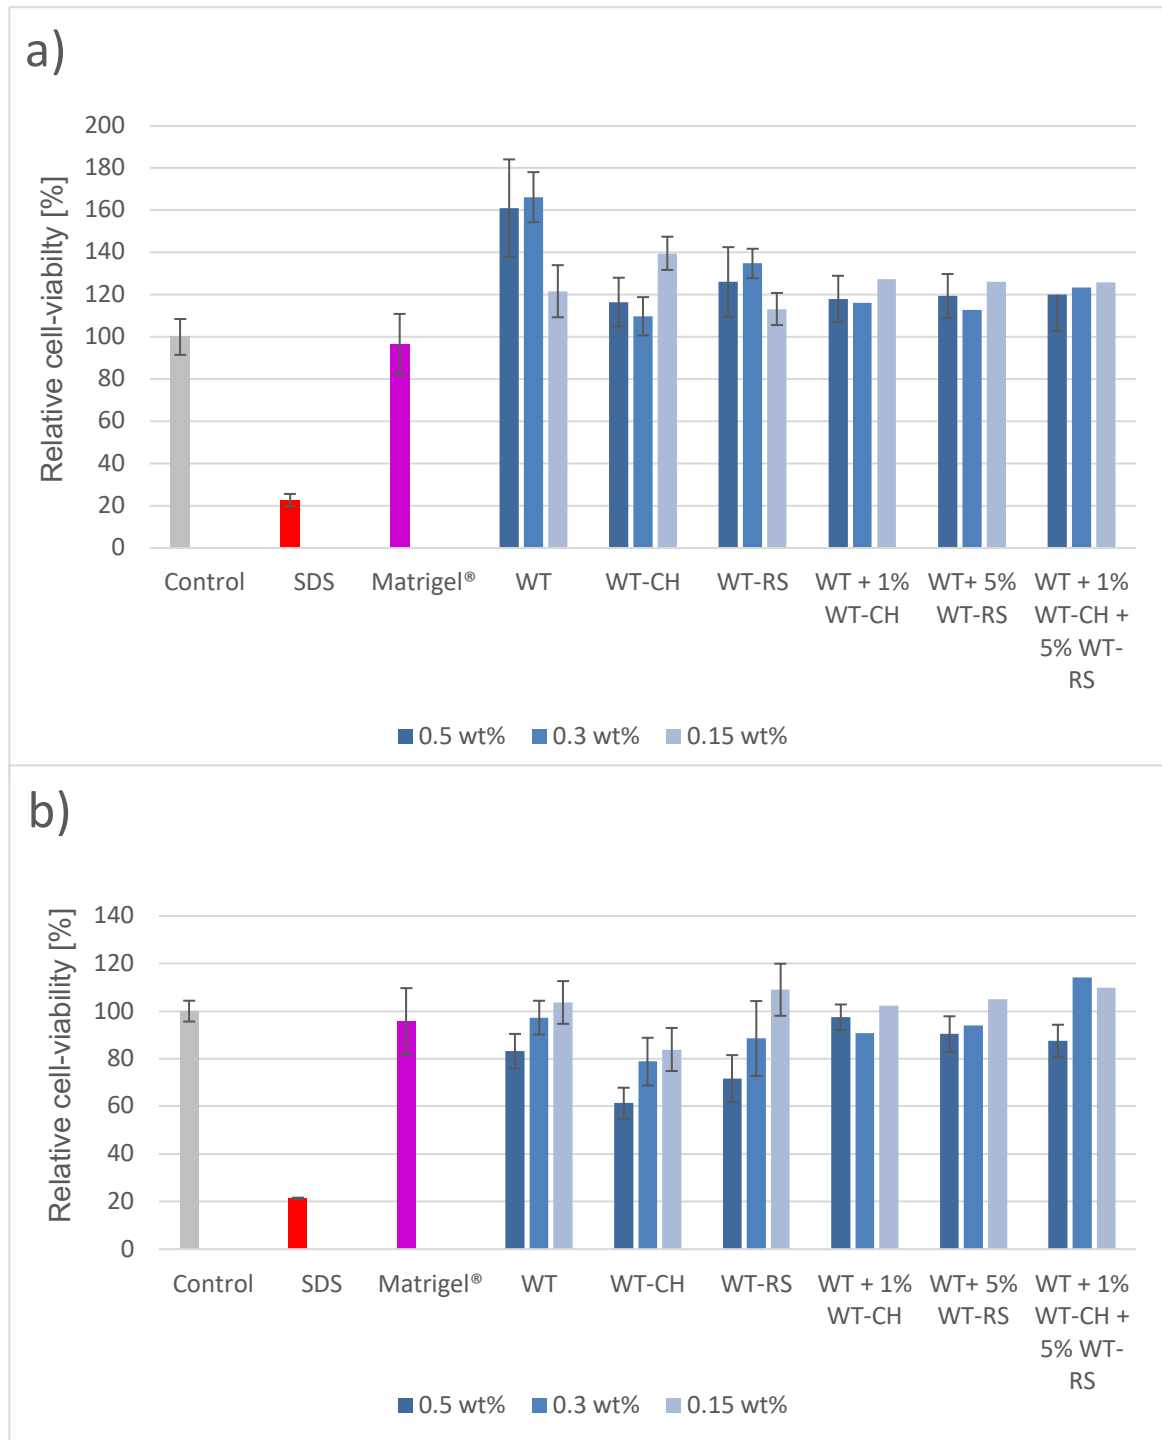 a)
Relative cell-viabilty [%]
200
180
160
140
120
100
80
60
40
20
0
Control SDS Matrigel® WT WT-CH WT-RS WT + 1% WT+ 5% WT + 1%
WT-CH WT-RS WT-CH +
5% WT-
RS
0.5 wt% 0.3 wt% 0.15 wt%
b)
Relative cell-viability [%]
140
120
100
80
60
40
20
0
Control SDS Matrigel® WT WT-CH WT-RS WT + 1% WT+ 5% WT + 1%
WT-CH WT-RS WT-CH +
5% WT-
RS
0.5 wt% 0.3 wt% 0.15 wt%